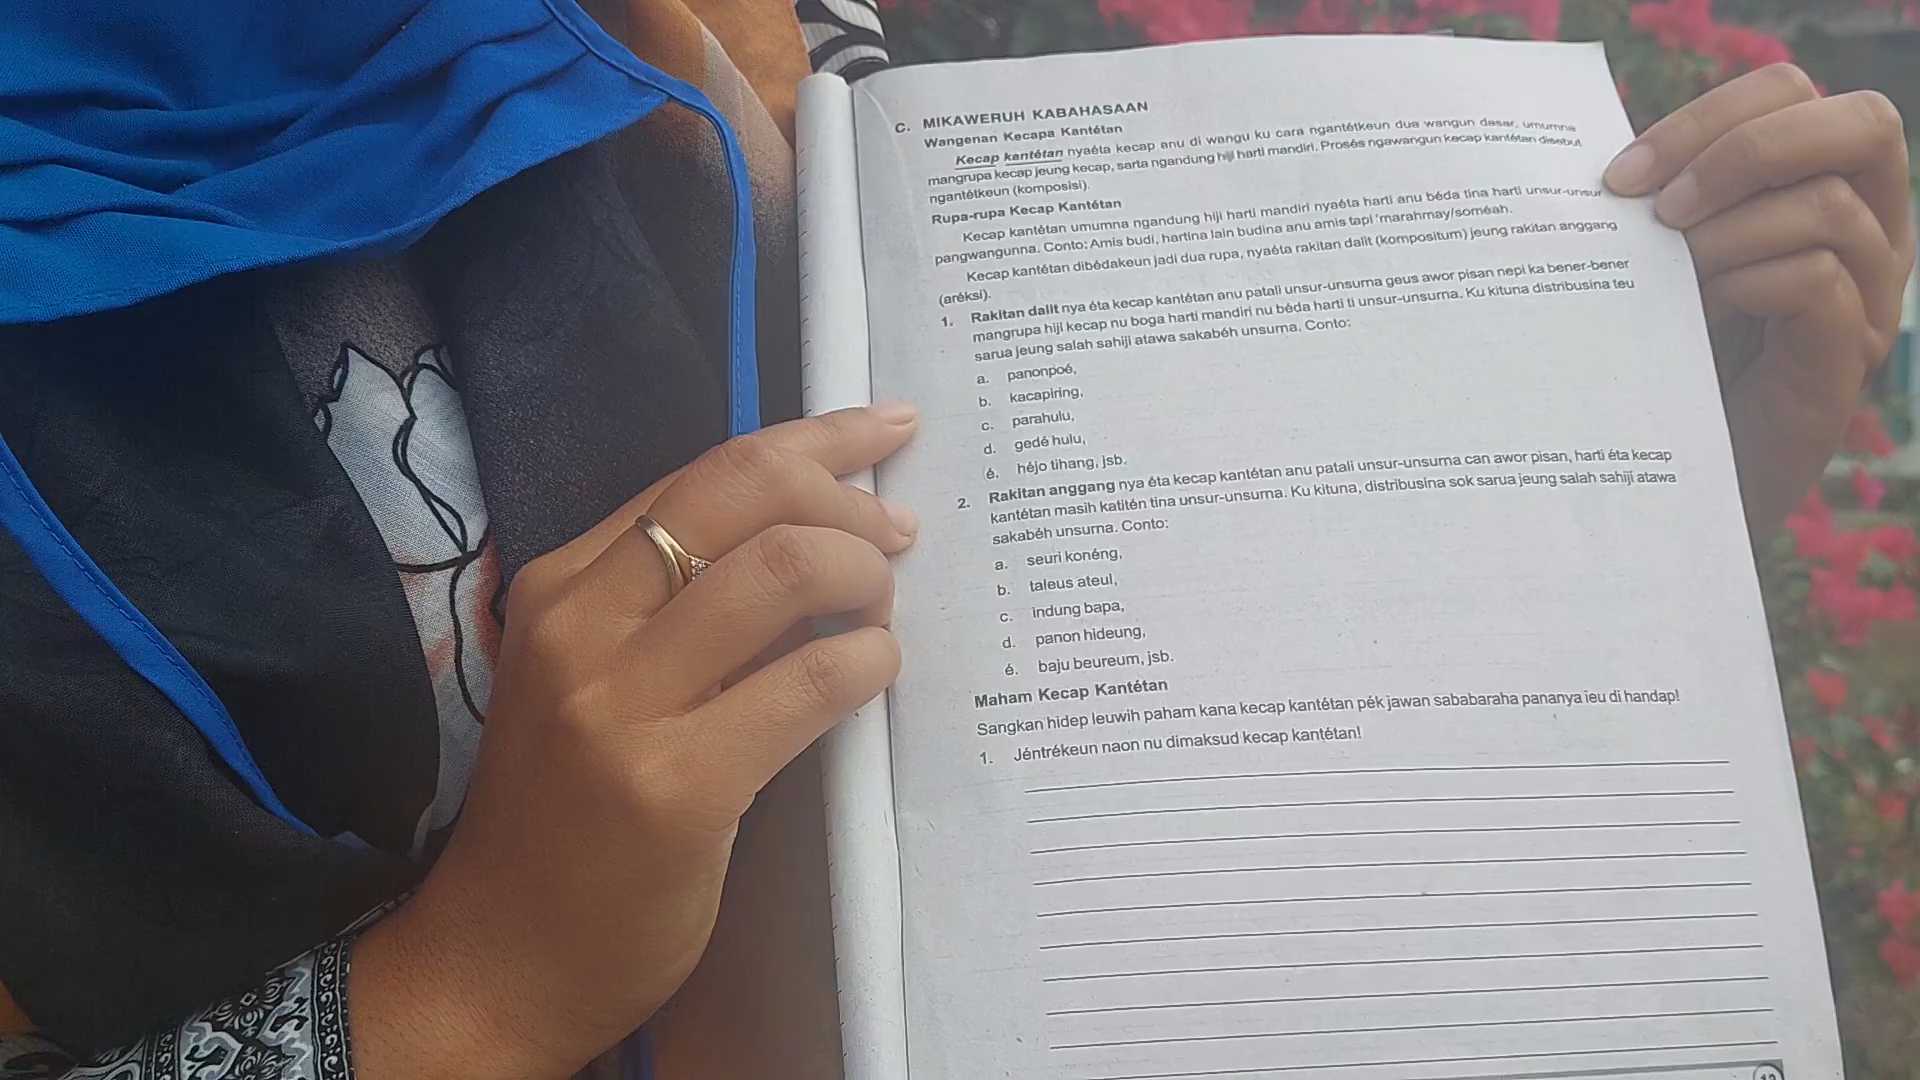 C. MIKAWERUH KABAHASAAN
Wangenan Kecapa Kantétan
Kecap kantétan nyaéta kecap anu di wangu ku cara ngantétkeun dua wangun dasar, umumna
mangrupa kecap jeung kecap, sarta ngandung hiji harti mandiri. Prosés ngawangun kecap kantétan disebut
ngantétkeun (komposisi).
Rupa-rupa Kecap Kantétan
Kecap kantétan umumna ngandung hiji harti mandiri nyaéta harti anu béda tina harti unsur-unsur
pangwangunna. Conto: Amis budi, hartina lain budina anu amis tapi 'marahmay/soméah.
Kecap kantétan dibédakeun jadi dua rupa, nyaéta rakitan dalit (kompositum) jeung rakitan anggang
(aréksi).
1. Rakitan dalit nya éta kecap kantétan anu patali unsur-unsurna geus awor pisan nepi ka bener-bener
mangrupa hiji kecap nu boga harti mandiri nu béda harti ti unsur-unsurna. Ku kituna distribusina teu
sarua jeung salah sahiji atawa sakabéh unsurna. Conto:
a. panonpoé,
b. kacapiring,
c. parahulu,
d. gedé hulu,
é. héjo tihang, jsb.
2. Rakitan anggang nya éta kecap kantétan anu patali unsur-unsurna can awor pisan, harti éta kecap
kantétan masih katitén tina unsur-unsurna. Ku kituna, distribusina sok sarua jeung salah sahiji atawa
sakabéh unsurna. Conto:
a. seuri konéng,
b. taleus ateul,
c. indung bapa,
d. panon hideung,
é. baju beureum, jsb.
Maham Kecap Kantétan
Sangkan hidep leuwih paham kana kecap kantétan pék jawan sababaraha pananya ieu di handap!
1. Jéntrékeun naon nu dimaksud kecap kantétan!